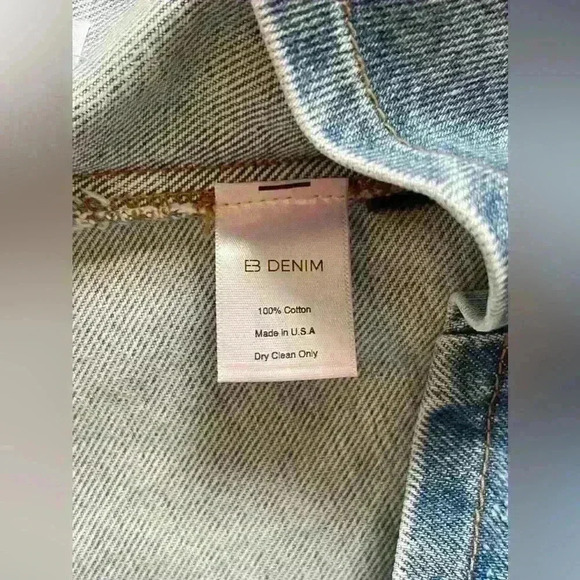 EB DENIM
100% Cotton
Made in U.S.A
Dry Clean Only